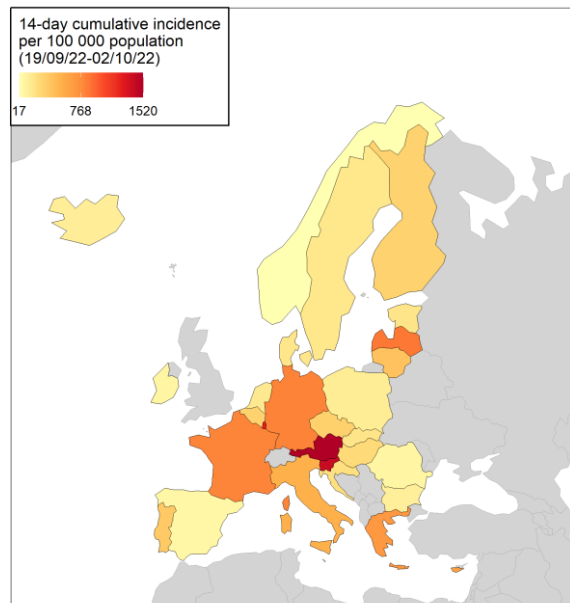 14-day cumulative incidence
per 100 000 population
(19/09/22-02/10/22)
17 768 1520